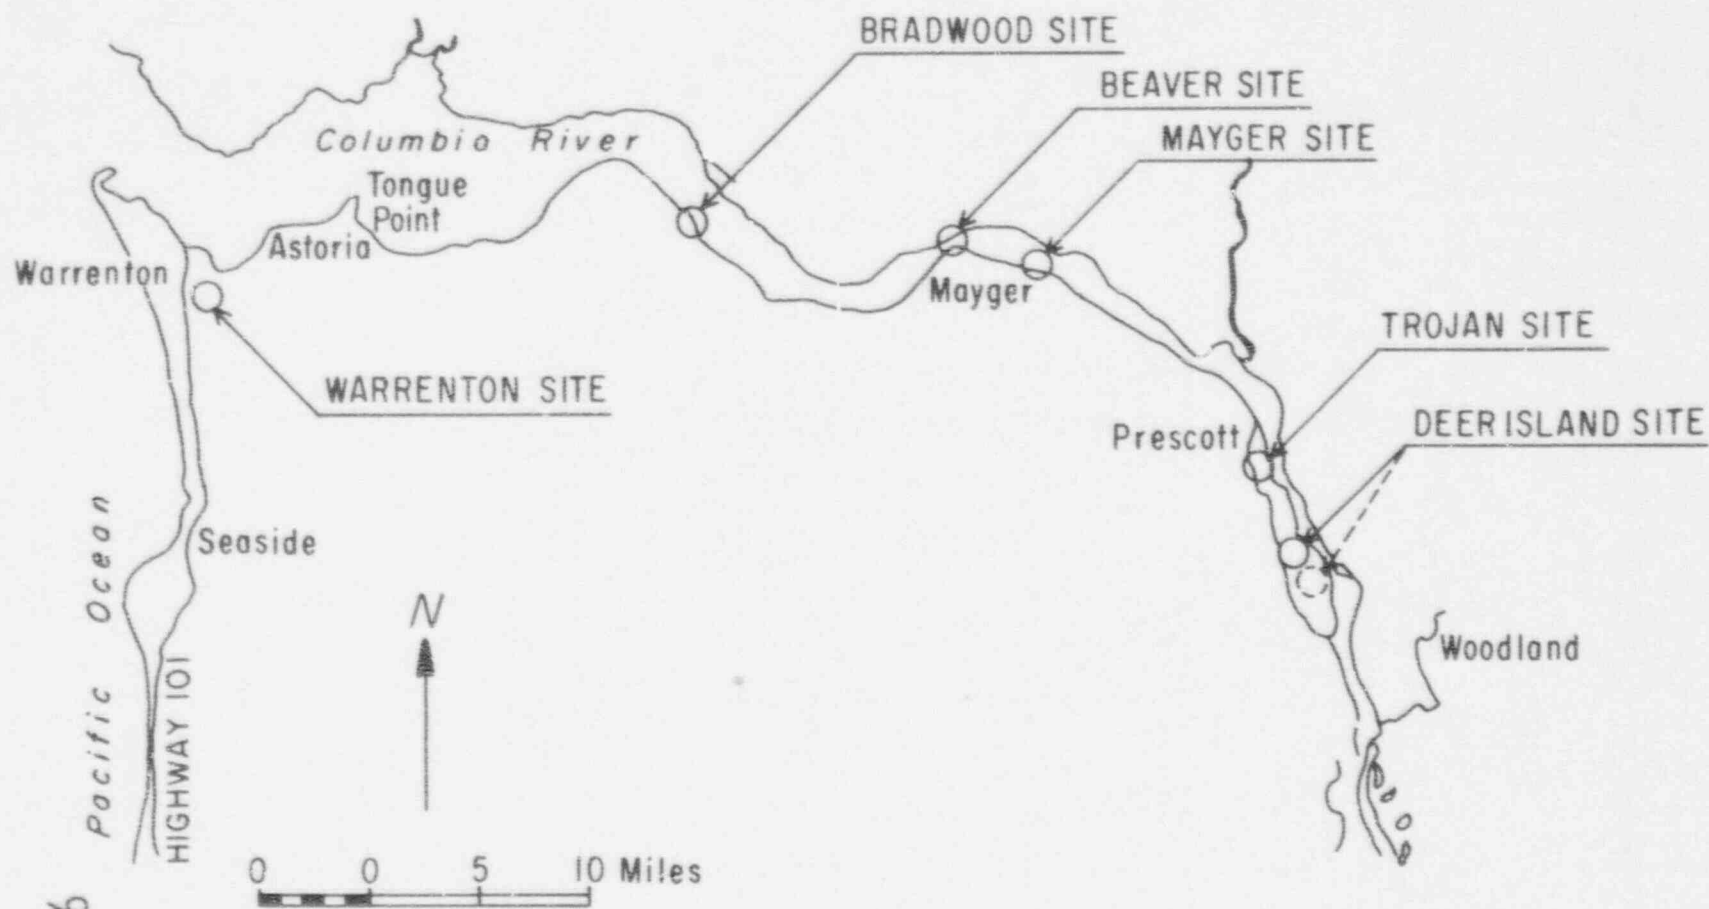 BRADWOOD SITE
BEAVER SITE
MAYGER SITE
Columbia River
Tongue
Point
Astoria
Warrenton
Mayger
TROJAN SITE
WARRENTON SITE
DEER ISLAND SITE
Prescott
Seaside
Pacific Ocean
N
Woodland
HIGHWAY 101
0 0 5 10 Miles